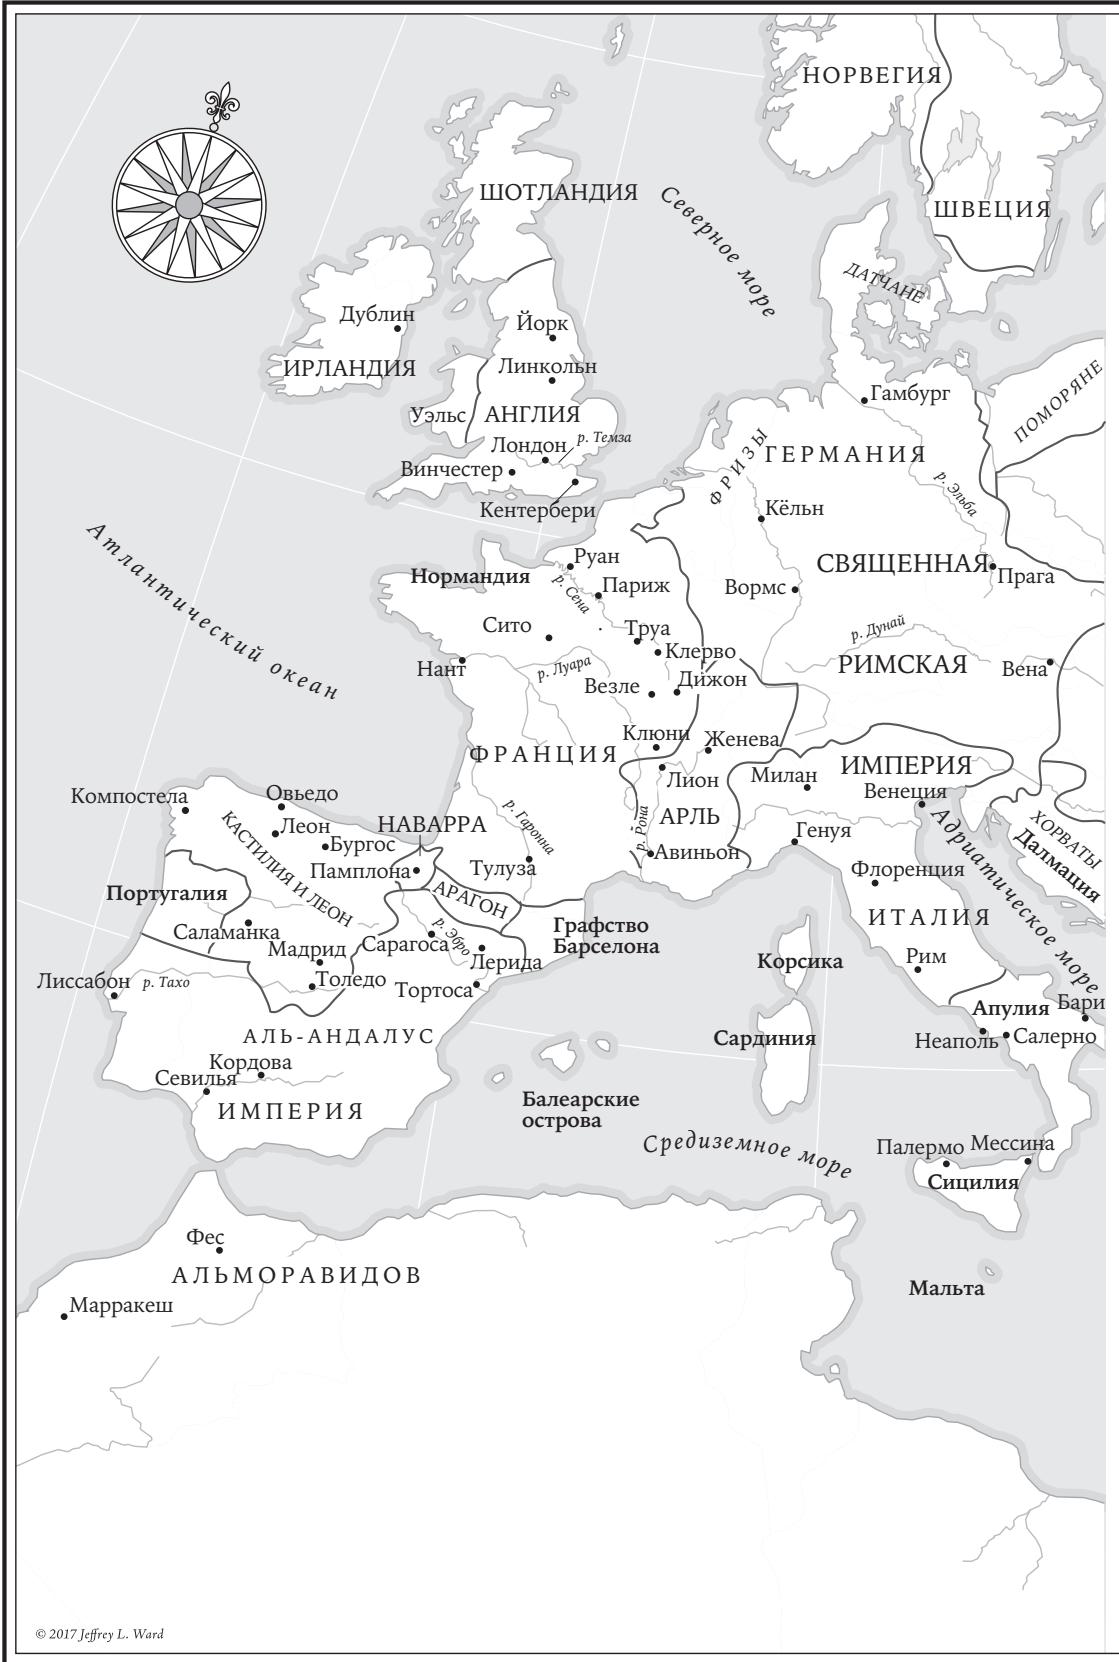 НОРВЕГИЯ
ШОТЛАНДИЯ
Северное море
ШВЕЦИЯ
ДАТЧАНЕ
Дублин
Йорк
ИРЛАНДИЯ
Линкольн
Гамбург
ПОМОРЯНЕ
Уэльс
АНГЛИЯ
Лондон
р. Темза
ФРИЗЫ
ГЕРМАНИЯ
Винчестер
р. Эльба
Кентербери
Кёльн
Атлантический океан
Руан
СВЯЩЕННАЯ
Прага
Нормандия
р. Сена
Париж
Вормс
Сито
Труа
р. Дунай
Клерво
Нант
р. Луара
РИМСКАЯ
Вена
Везле
Дижон
Клюни
Женева
ФРАНЦИЯ
Лион
Милан
ИМПЕРИЯ
Венеция
Компостела
Овьедо
КАСТИЛИЯ И ЛЕОН
Леон
НАВАРРА
р. Гаронна
р. Рона
АРЛЬ
Генуя
Адриатическое море
ХОРВАТЫ
Далмация
Бургос
Авиньон
Памплона
Тулуза
Флоренция
Португалия
АРАГОН
ИТАЛИЯ
Саламанка
Графство
Барселона
Мадрид
Сарагоса
р. Эбро
Лерида
Корсика
Рим
Лиссабон
р. Тахо
Толедо
Тортоса
Апулия
Бари
АЛЬ-АНДАЛУС
Сардиния
Неаполь
Салерно
Кордова
Севилья
ИМПЕРИЯ
Балеарские
острова
Средиземное море
Палермо
Мессина
Сицилия
Фес
АЛЬМОРАВИДОВ
Мальта
Марракеш
© 2017 Jeffrey L. Ward